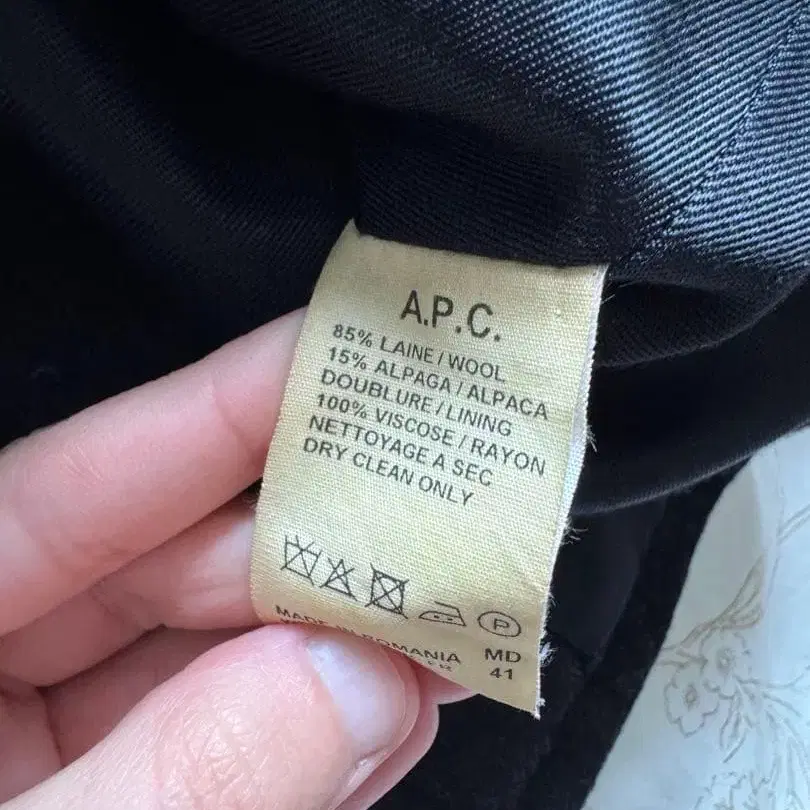 A.P.C.
85% LAINE / WOOL
15% ALPAGA / ALPACA
DOUBLURE / LINING
100% VISCOSE / RAYON
NETTOYAGE A SEC
DRY CLEAN ONLY
P
MADE IN ROMANIA MD
41